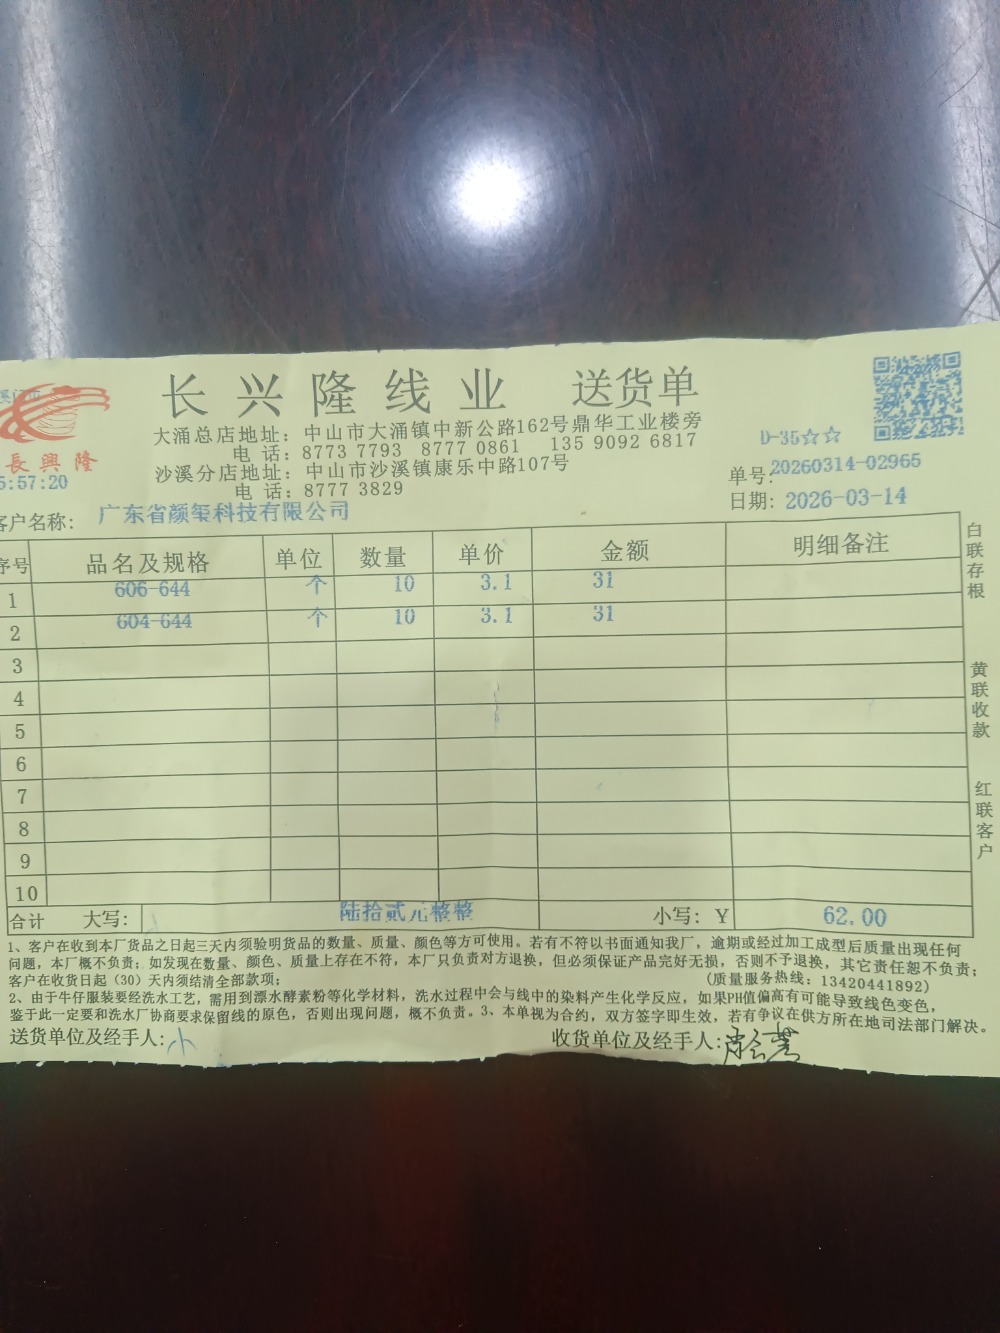 长兴隆线业 送货单
大涌总店地址：中山市大涌镇中新公路162号鼎华工业楼旁
电 话：8773 7793 8777 0861 135 9092 6817
沙溪分店地址：中山市沙溪镇康乐中路107号
电 话：8777 3829
長興隆
5:57:20
D-35☆☆
单号：20260314-02965
日期：2026-03-14
客户名称：广东省颜玺科技有限公司
序号 品名及规格 单位 数量 单价 金额 明细备注
1 606-644 个 10 3.1 31
2 604-644 个 10 3.1 31
3
4
5
6
7
8
9
10
合计 大写：陆拾贰元整整 小写：￥ 62.00
白联存根
黄联收款
红联客户
1、客户在收到本厂货品之日起三天内须验明货品的数量、质量、颜色等方可使用。若有不符以书面通知我厂，逾期或经过加工成型后质量出现任何
问题，本厂概不负责；如发现在数量、颜色、质量上存在不符，本厂只负责对方退换，但必须保证产品完好无损，否则不予退换，其它责任恕不负责；
客户在收货日起（30）天内须结清全部款项； （质量服务热线：13420441892）
2、由于牛仔服装要经洗水工艺，需用到漂水酵素粉等化学材料，洗水过程中会与线中的染料产生化学反应，如果PH值偏高有可能导致线色变色，
鉴于此一定要和洗水厂协商要求保留线的原色，否则出现问题，概不负责。3、本单视为合约，双方签字即生效，若有争议在供方所在地司法部门解决。
送货单位及经手人：小 收货单位及经手人：